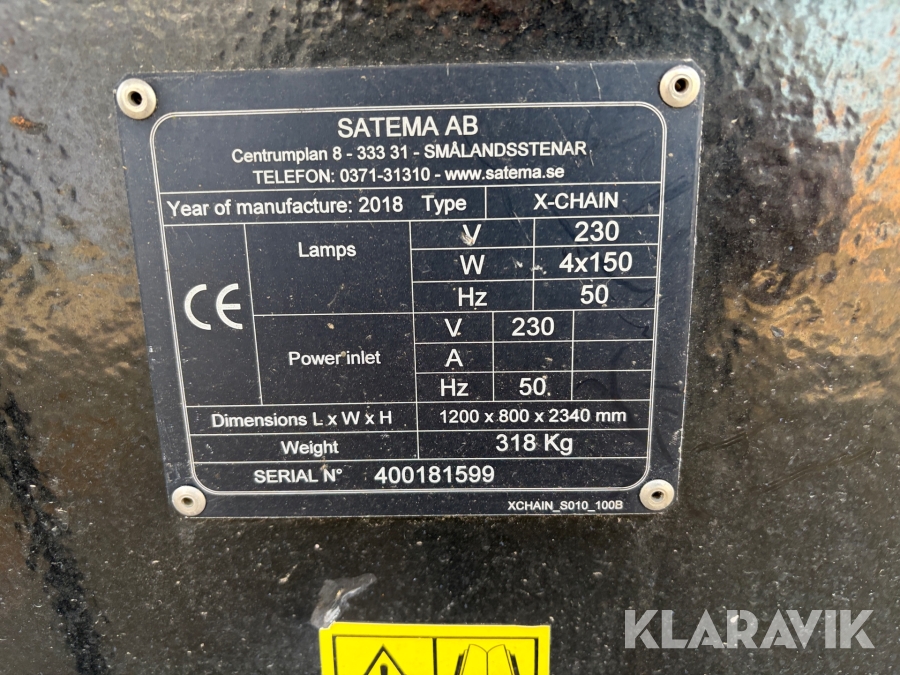 SATEMA AB
Centrumplan 8 - 333 31 - SMÅLANDSSTENAR
TELEFON: 0371-31310 - www.satema.se
Year of manufacture: 2018 Type X-CHAIN
CE
Lamps
V 230
W 4x150
Hz 50
Power inlet
V 230
A
Hz 50
Dimensions L x W x H 1200 x 800 x 2340 mm
Weight 318 Kg
SERIAL N° 400181599
XCHAIN_S010_100B
KLARAVIK